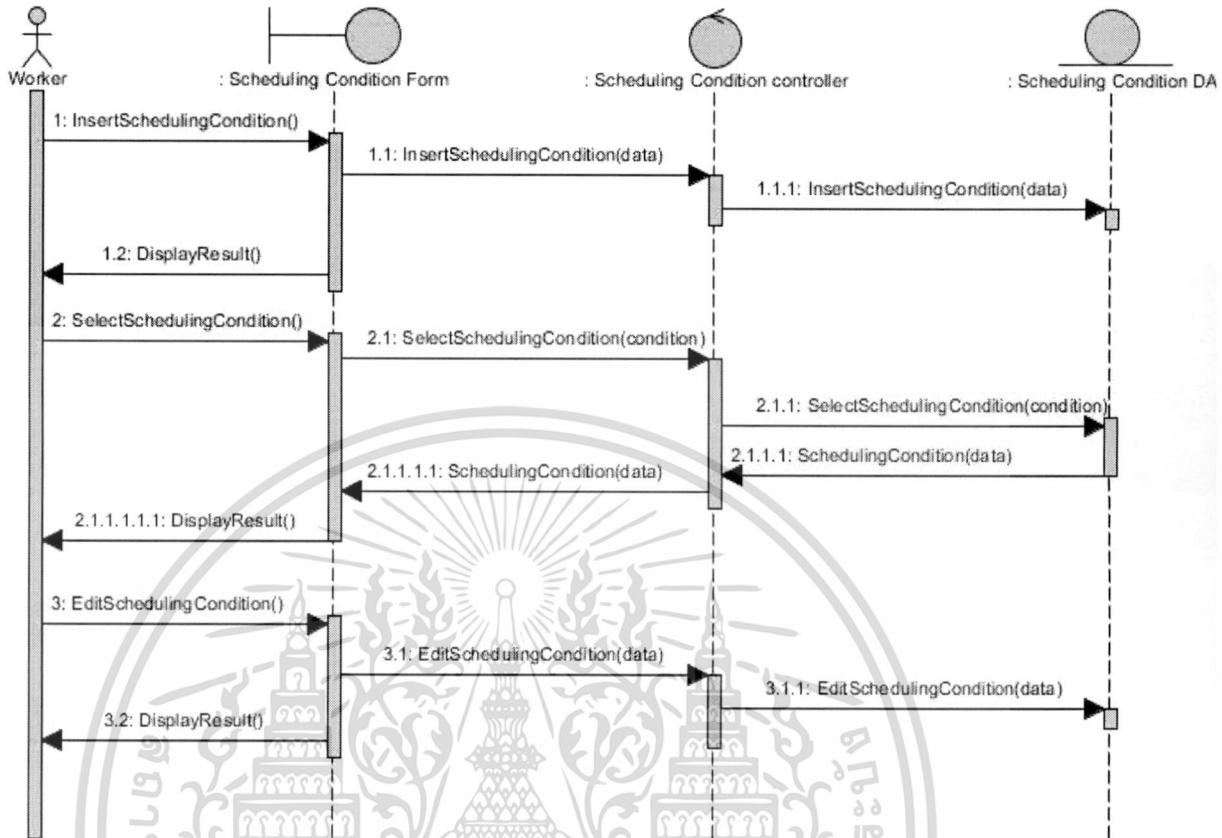 Worker
: Scheduling Condition Form
: Scheduling Condition controller
: Scheduling Condition DA
1: InsertSchedulingCondition()
1.1: InsertSchedulingCondition(data)
1.1.1: InsertSchedulingCondition(data)
1.2: DisplayResult()
2: SelectSchedulingCondition()
2.1: SelectSchedulingCondition(condition)
2.1.1: SelectSchedulingCondition(condition)
2.1.1.1: SchedulingCondition(data)
2.1.1.1.1: SchedulingCondition(data)
2.1.1.1.1.1: DisplayResult()
3: EditSchedulingCondition()
3.1: EditSchedulingCondition(data)
3.1.1: EditSchedulingCondition(data)
3.2: DisplayResult()